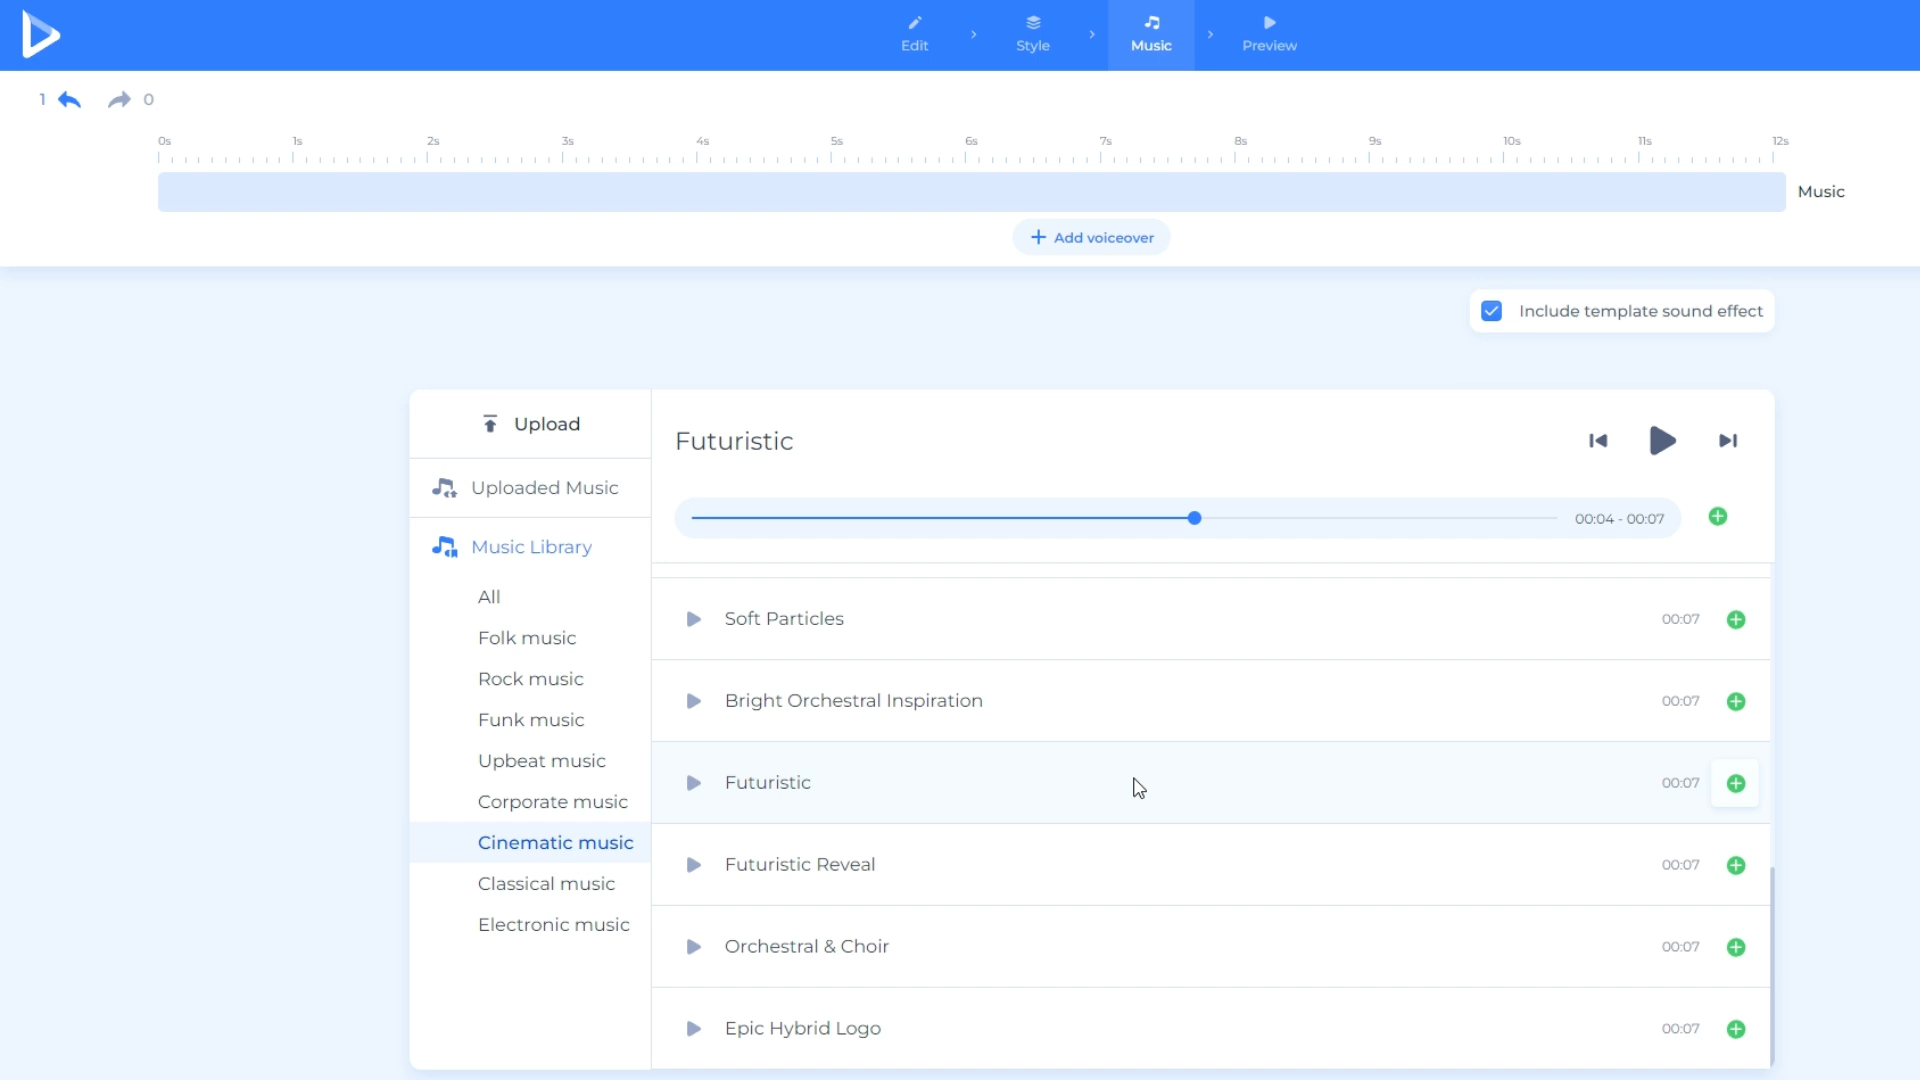 Edit
Style
Music
Preview
1
0
0s 1s 2s 3s 4s 5s 6s 7s 8s 9s 10s 11s 12s
Music
Add voiceover
Include template sound effect
Upload
Uploaded Music
Music Library
All
Folk music
Rock music
Funk music
Upbeat music
Corporate music
Cinematic music
Classical music
Electronic music
Futuristic
00:04 - 00:07
Soft Particles 00:07
Bright Orchestral Inspiration 00:07
Futuristic 00:07
Futuristic Reveal 00:07
Orchestral & Choir 00:07
Epic Hybrid Logo 00:07